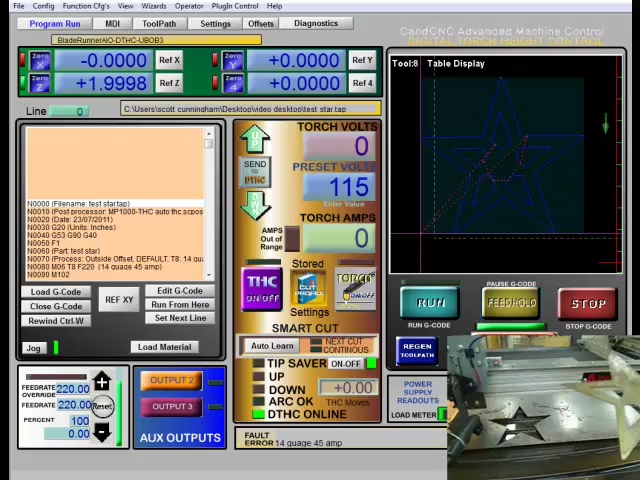 File Config Function Cfg's View Wizards Operator PlugIn Control Help
Program Run MDI ToolPath Settings Offsets Diagnostics
BladeRunnerAIO-DTHC-UBOB3
CandCNC Advanced Machine Control
DIGITAL TORCH HEIGHT CONTROL
Zero X -0.0000 Ref X Zero Y +0.0000 Ref Y
Zero Z +1.9998 Ref Z Zero 4 +0.0000 Ref 4
Tool:8 Table Display
Line 0 C:\Users\scott cunningham\Desktop\video desktop\test star.tap
UP
SEND TO DTHC
TORCH VOLTS
0
PRESET VOLTS
115
Enter Value
TORCH AMPS
AMPS Out of Range
0
N0000 (Filename: test star.tap)
N0010 (Post processor: MP1000-THC auto thc.scpos
N0020 (Date: 23/07/2011)
N0030 G20 (Units: Inches)
N0040 G53 G90 G40
N0050 F1
N0060 (Part: test star)
N0070 (Process: Outside Offset, DEFAULT, T8: 14 gu
N0080 M06 T8 F220 (14 guage 45 amp)
N0090 M102
Load G-Code
Close G-Code
Rewind Ctrl-W
REF XY
Edit G-Code
Run From Here
Set Next Line
Jog
Load Material
Stored
THC ON/OFF
CUT PROFILE
TORCH ON/OFF
Settings
SMART CUT
Auto Learn
NEXT CUT
CONTINOUS
TIP SAVER ON-OFF
UP
DOWN +0.00
ARC OK THC Moves
DTHC ONLINE
PAUSE G-CODE
RUN FEEDHOLD STOP
RUN G-CODE STOP G-CODE
REGEN TOOLPATH
POWER SUPPLY READOUTS
LOAD METER
FEEDRATE OVERRIDE 220.00
FEEDRATE 220.00 Reset
PERCENT 100
0.00
OUTPUT 2
OUTPUT 3
AUX OUTPUTS
FAULT
ERROR 14 guage 45 amp